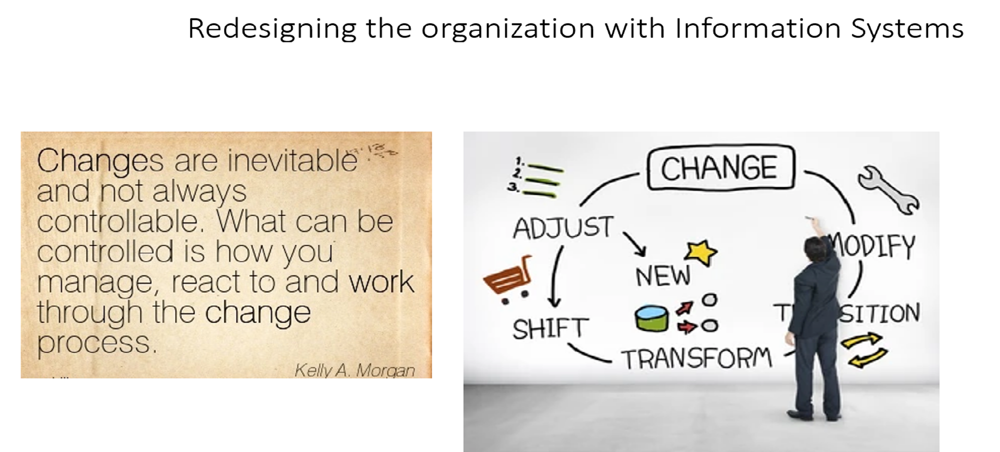 Redesigning the organization with Information Systems
Changes are inevitable
and not always
controllable. What can be
controlled is how you
manage, react to and work
through the change
process.
Kelly A. Morgan
CHANGE
1.
2.
3.
ADJUST
MODIFY
NEW
SHIFT
TRANSFORM